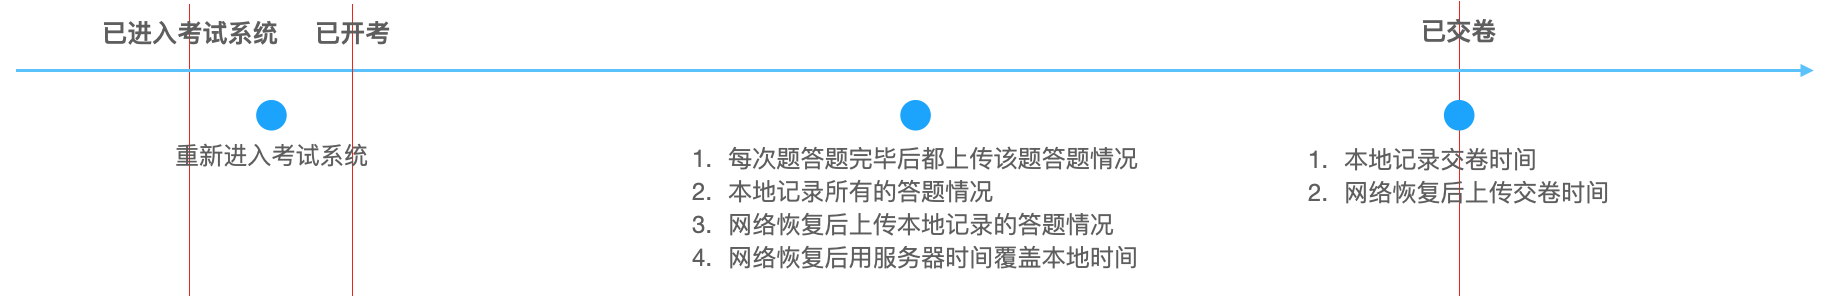 已进入考试系统
已开考
已交卷
重新进入考试系统
1. 每次题答题完毕后都上传该题答题情况
2. 本地记录所有的答题情况
3. 网络恢复后上传本地记录的答题情况
4. 网络恢复后用服务器时间覆盖本地时间
1. 本地记录交卷时间
2. 网络恢复后上传交卷时间